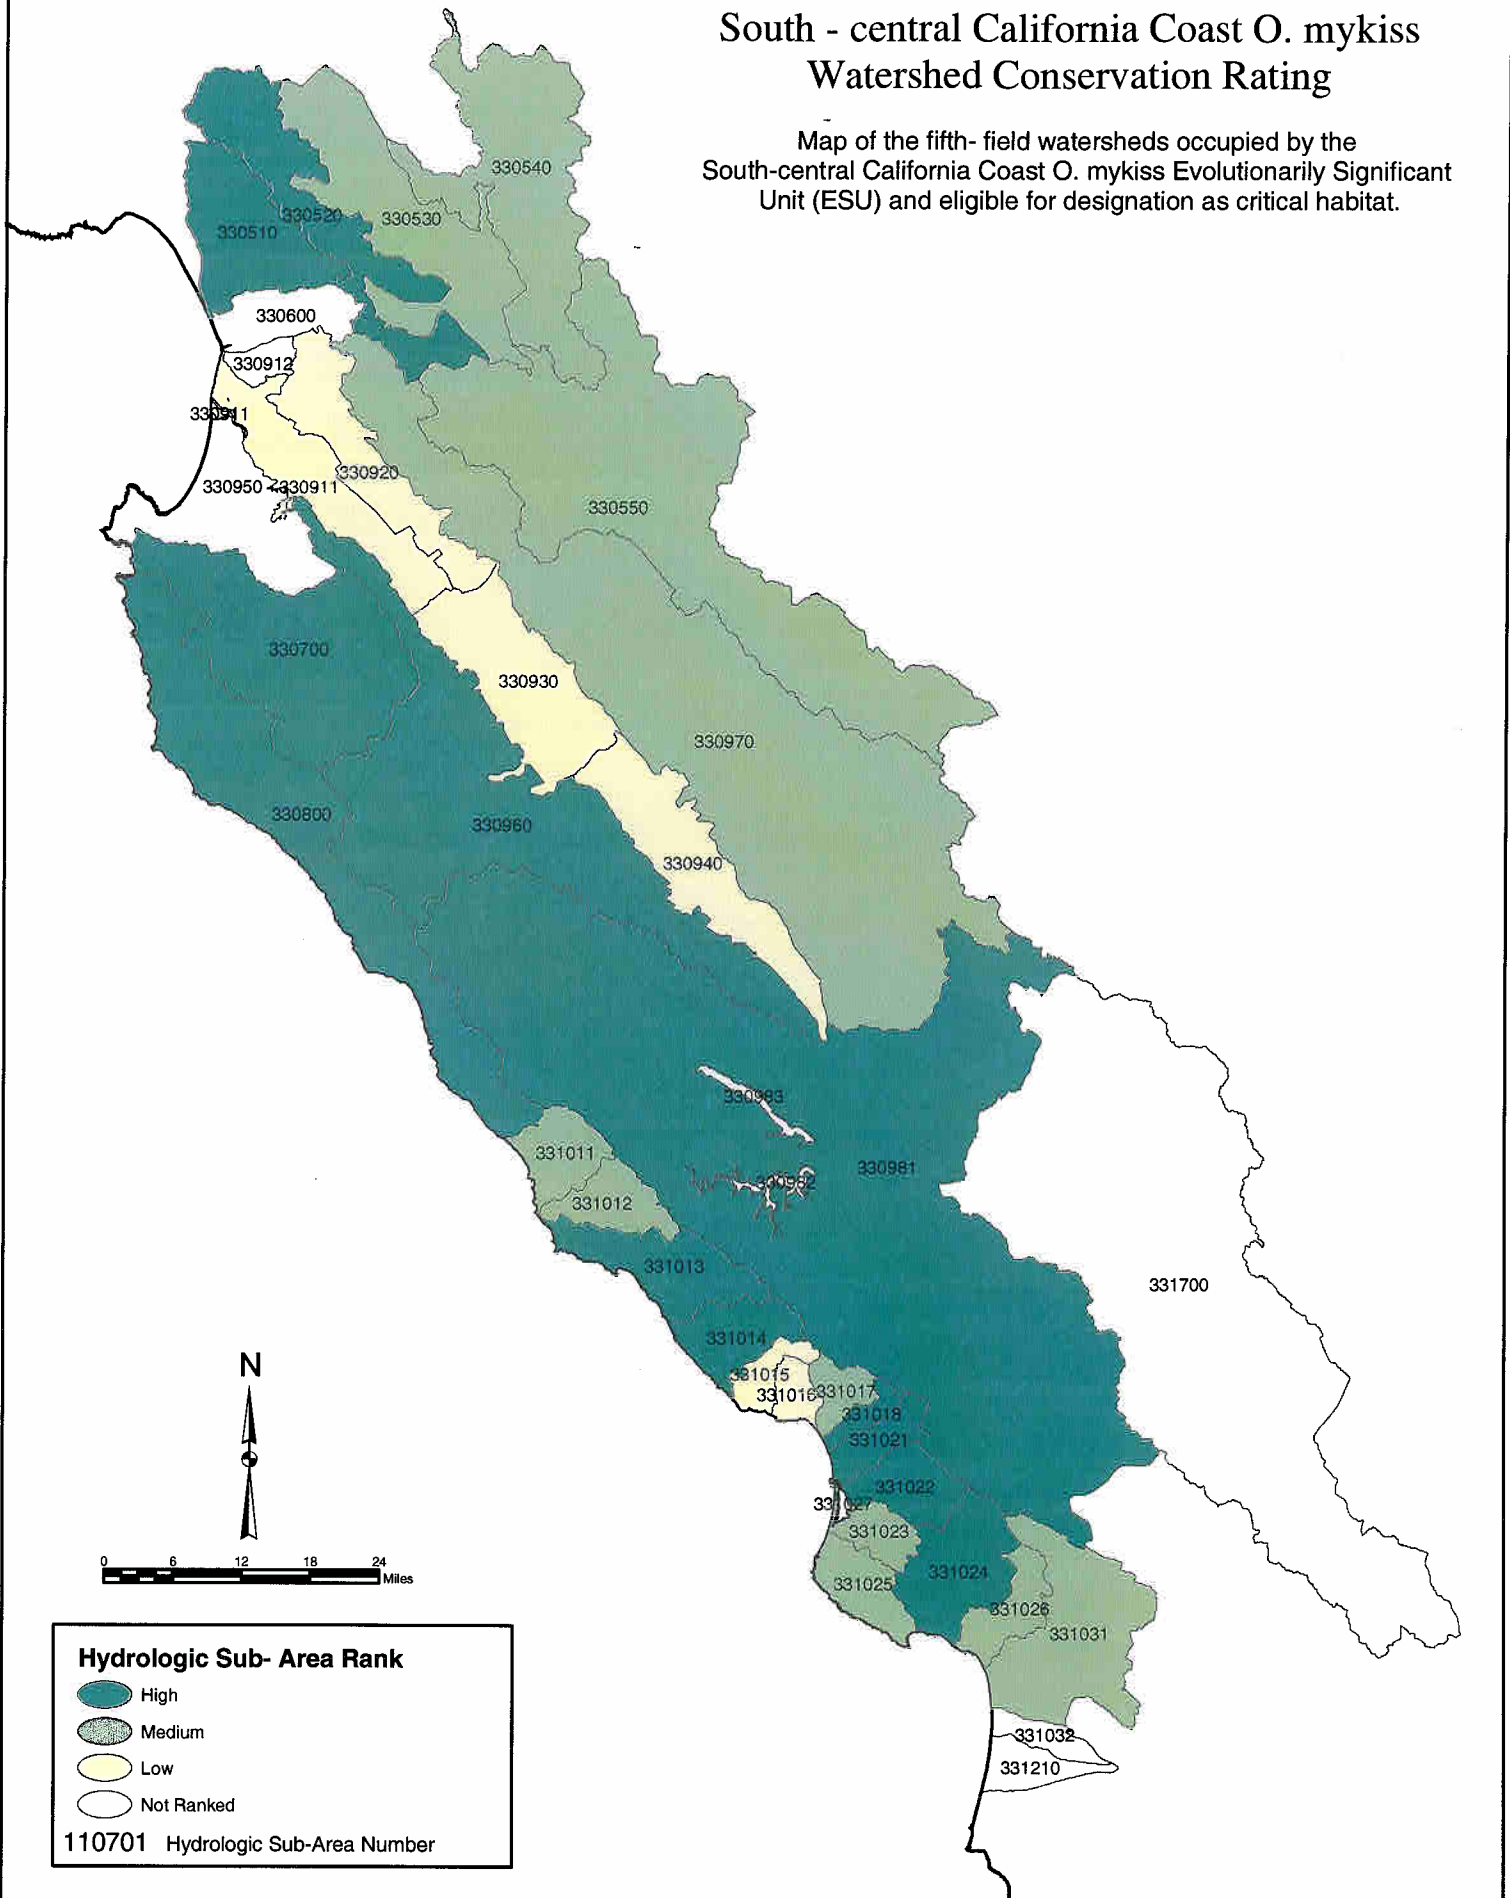 South - central California Coast O. mykiss
Watershed Conservation Rating
Map of the fifth- field watersheds occupied by the
South-central California Coast O. mykiss Evolutionarily Significant
Unit (ESU) and eligible for designation as critical habitat.
330540
330520
330530
330510
330600
330912
330911
330920
330950
330911
330550
330700
330930
330970
330800
330960
330940
330983
331011
330981
330982
331012
331013
331700
331014
331015
331016
331017
331018
331021
331022
331027
331023
331024
331025
331026
331031
331032
331210
N
0 6 12 18 24
Miles
Hydrologic Sub- Area Rank
High
Medium
Low
Not Ranked
110701 Hydrologic Sub-Area Number